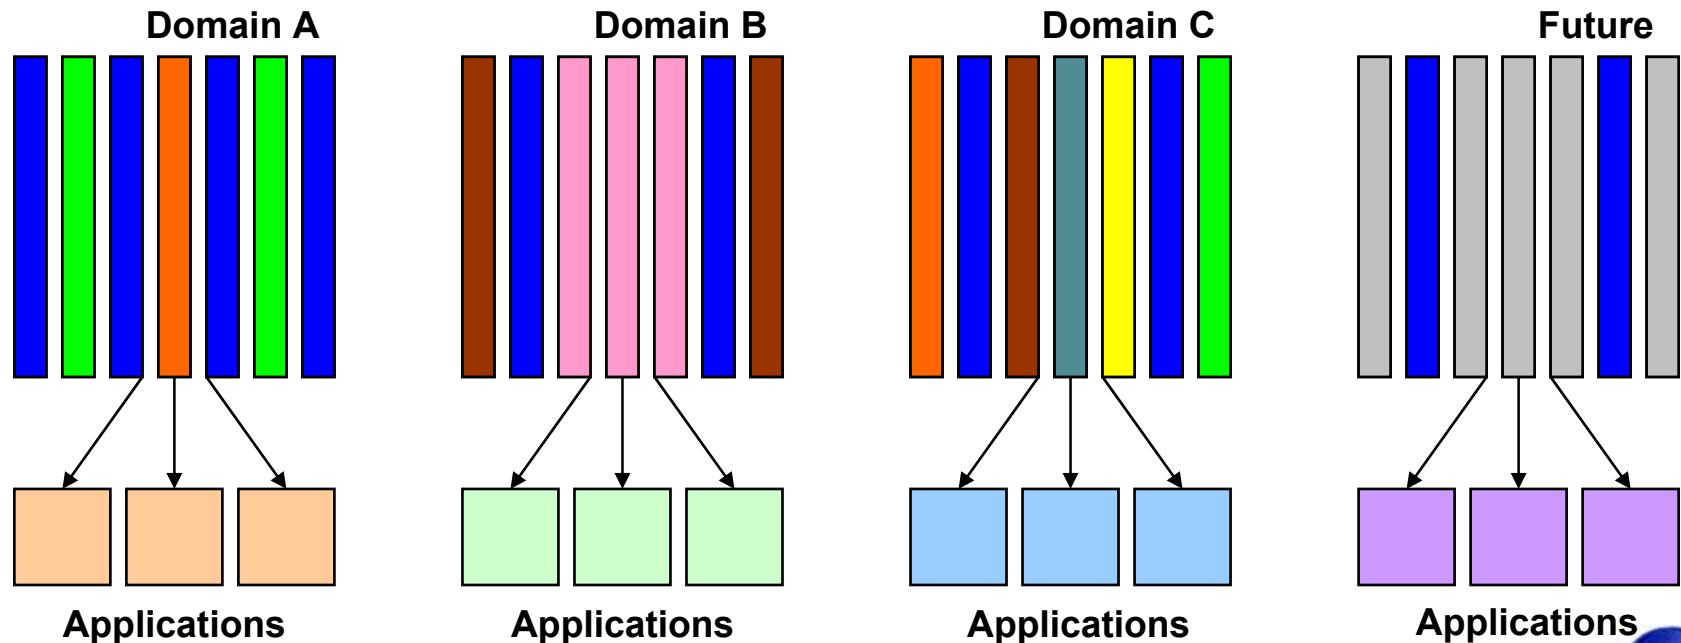 Domain A
Domain B
Domain C
Future
Applications
Applications
Applications
Applications